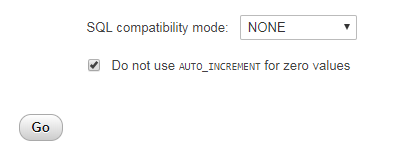 SQL compatibility mode: NONE
Do not use AUTO_INCREMENT for zero values
Go